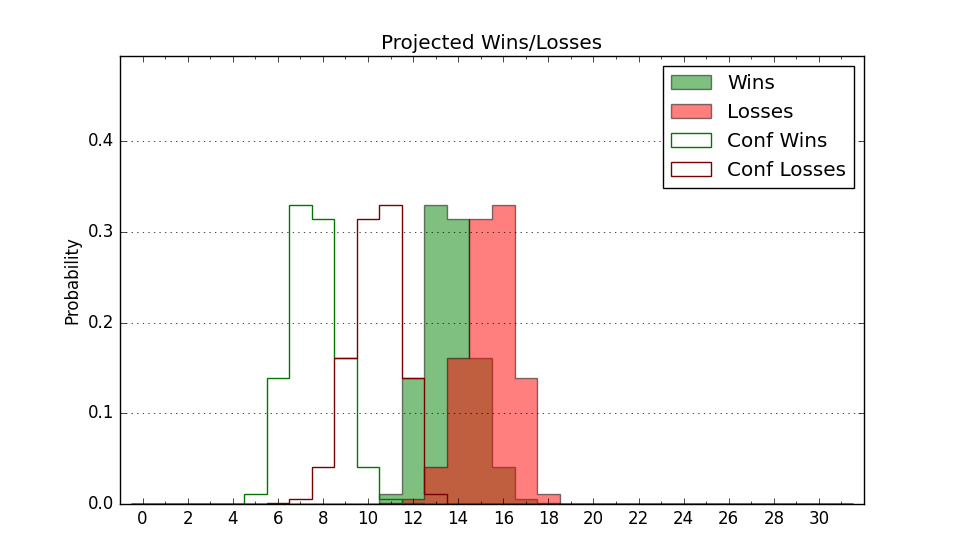 Projected Wins/Losses
Wins
Losses
Conf Wins
Conf Losses
Probability
0.4
0.3
0.2
0.1
0.0
0 2 4 6 8 10 12 14 16 18 20 22 24 26 28 30